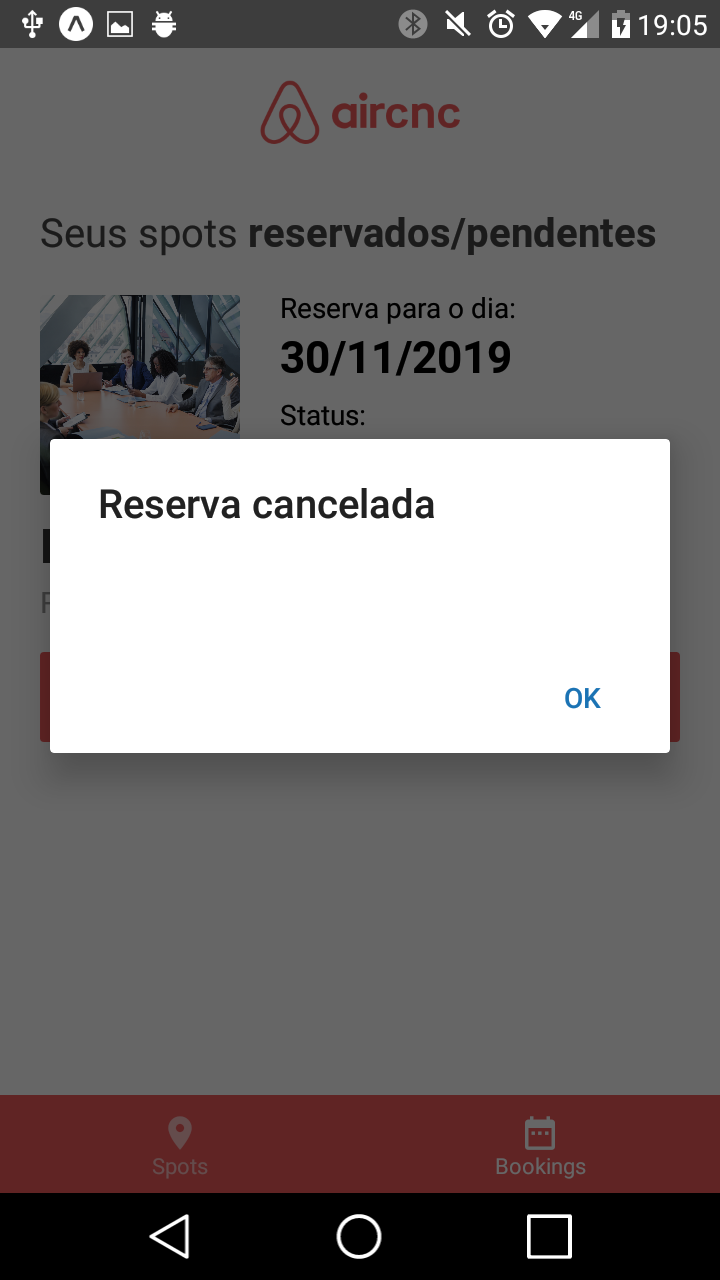 4G
19:05
aircnc
Seus spots reservados/pendentes
Reserva para o dia:
30/11/2019
Status:
Reserva cancelada
OK
Spots
Bookings